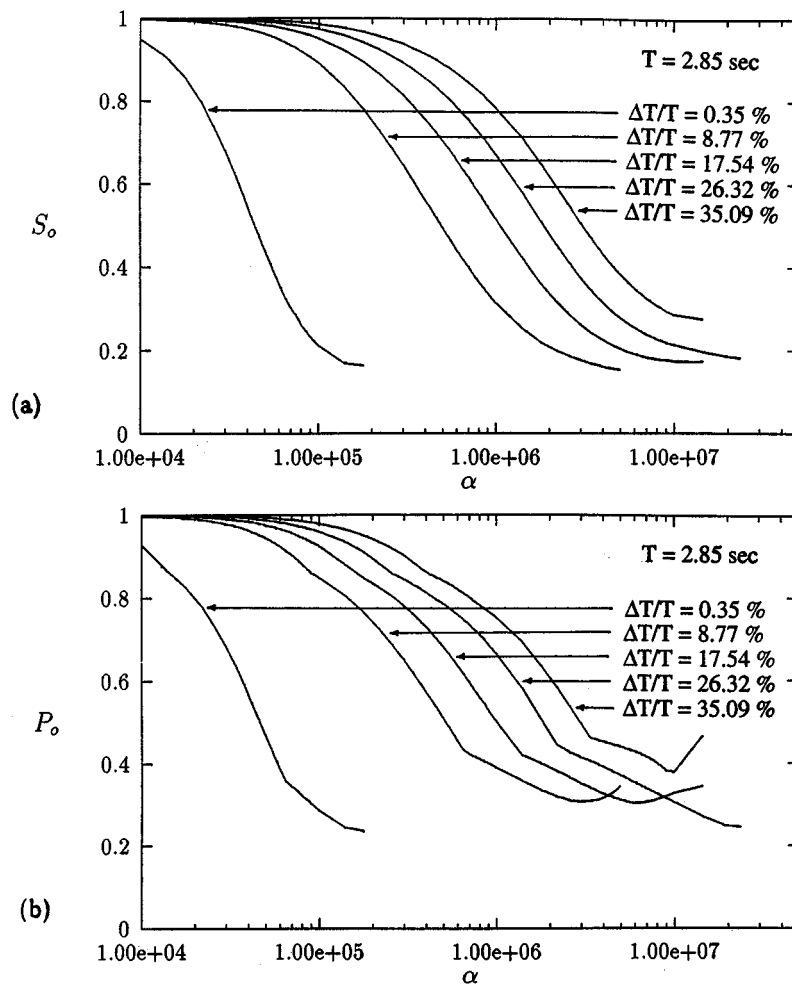 1
T = 2.85 sec
0.8
ΔT/T = 0.35 %
ΔT/T = 8.77 %
ΔT/T = 17.54 %
0.6
ΔT/T = 26.32 %
ΔT/T = 35.09 %
S_o
0.4
0.2
(a)
0
1.00e+04 1.00e+05 1.00e+06 1.00e+07
α
1
T = 2.85 sec
0.8
ΔT/T = 0.35 %
ΔT/T = 8.77 %
ΔT/T = 17.54 %
0.6
ΔT/T = 26.32 %
ΔT/T = 35.09 %
P_o
0.4
0.2
(b)
0
1.00e+04 1.00e+05 1.00e+06 1.00e+07
α